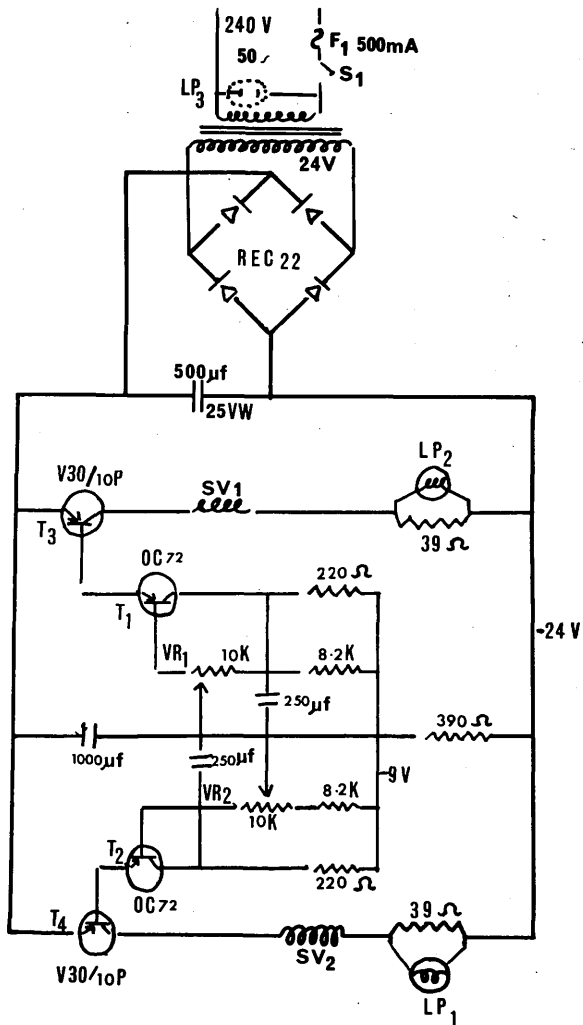 240 V
F1 500mA
50~
S1
LP3
24V
REC 22
500µf
25VW
LP2
V30/10P
SV1
T3
39 Ω
OC72
220 Ω
T1
VR1
10K
8·2K
-24 V
250µf
390 Ω
1000µf
250µf
-9V
VR2
8·2K
10K
T2
OC72
220
Ω
T4
39 Ω
SV2
V30/10P
LP1